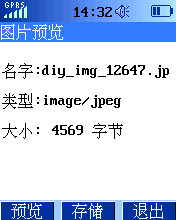 GPRS 14:32
图片预览
名字:diy_img_12647.jp
类型:image/jpeg
大小: 4569 字节
预览 存储 退出